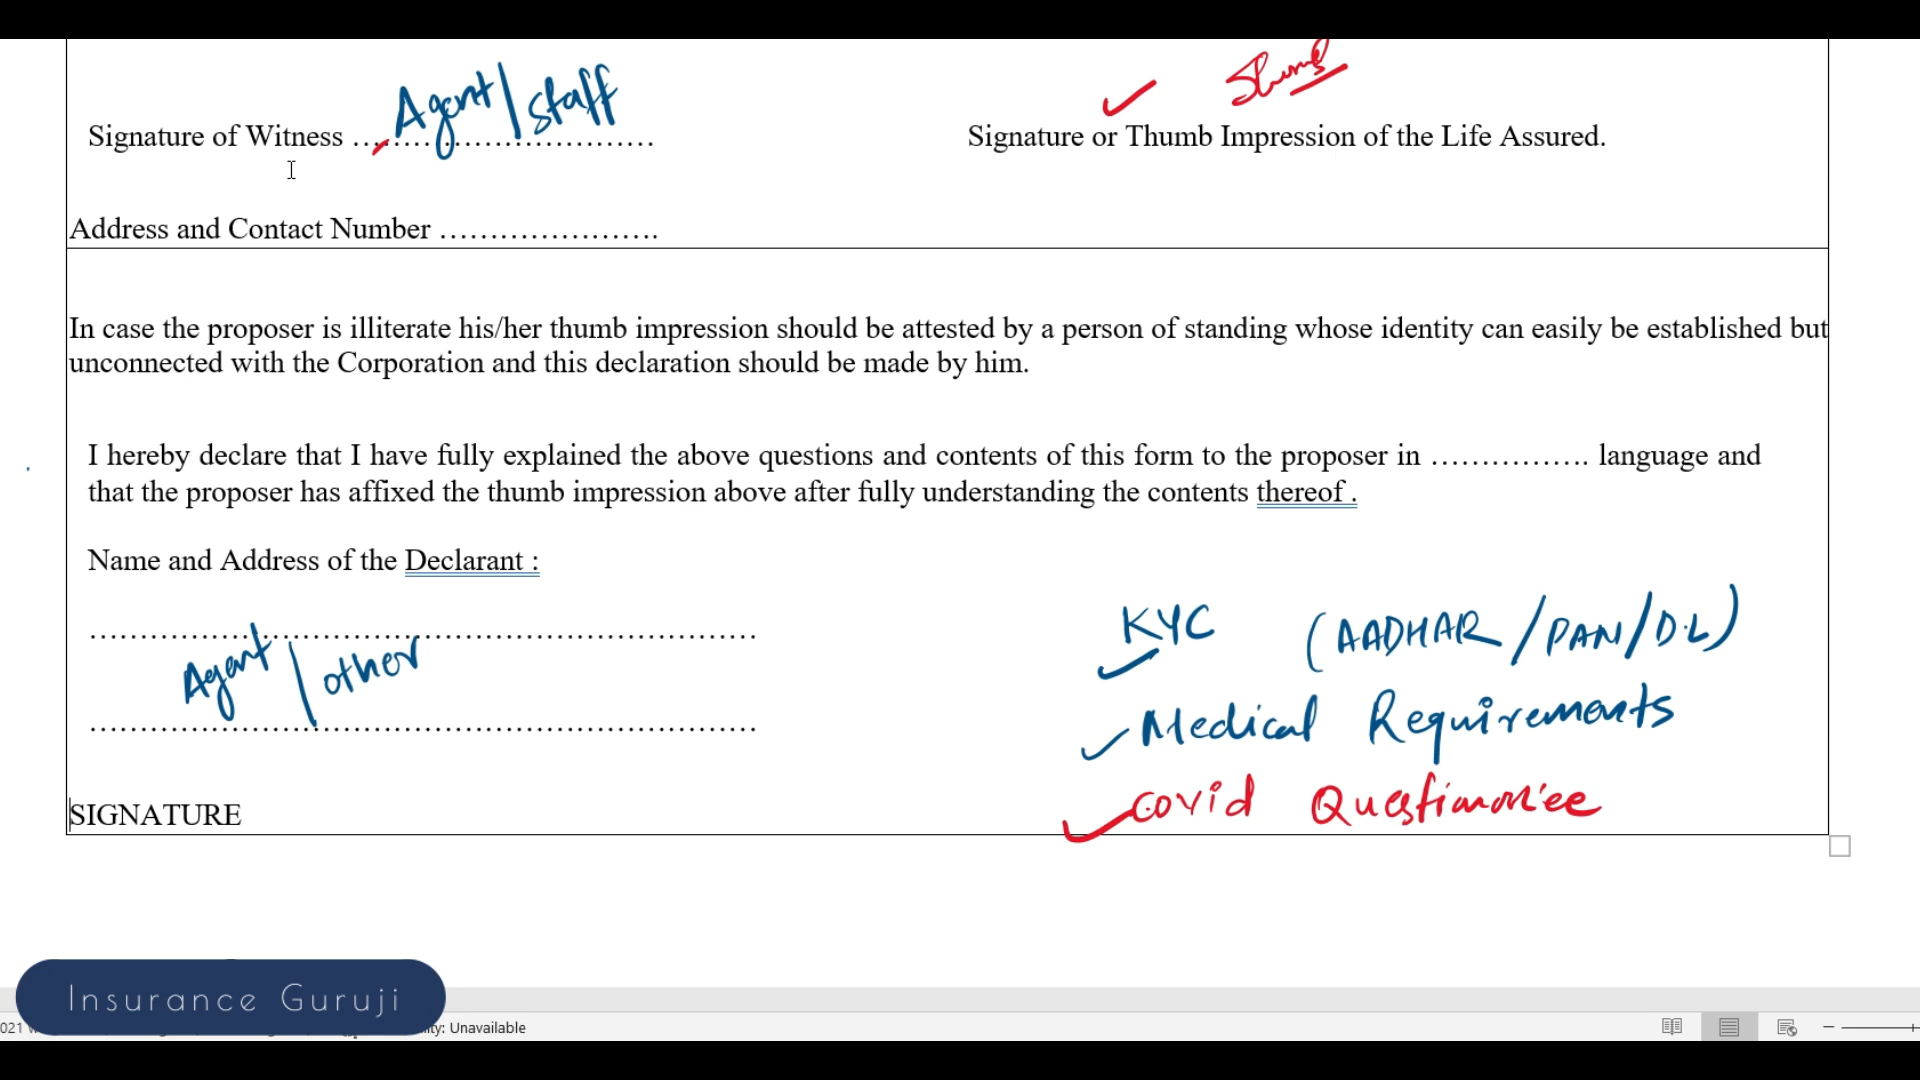 Agent/staff
Signature of Witness ..............................
Signature or Thumb Impression of the Life Assured.
Address and Contact Number ......................
In case the proposer is illiterate his/her thumb impression should be attested by a person of standing whose identity can easily be established but
unconnected with the Corporation and this declaration should be made by him.
I hereby declare that I have fully explained the above questions and contents of this form to the proposer in ................ language and
that the proposer has affixed the thumb impression above after fully understanding the contents thereof .
Name and Address of the Declarant :
..................................................................
Agent/other
..................................................................
KYC (AADHAR/PAN/D.L)
Medical Requirements
Covid
SIGNATURE
Insurance Guruji
021
ity: Unavailable